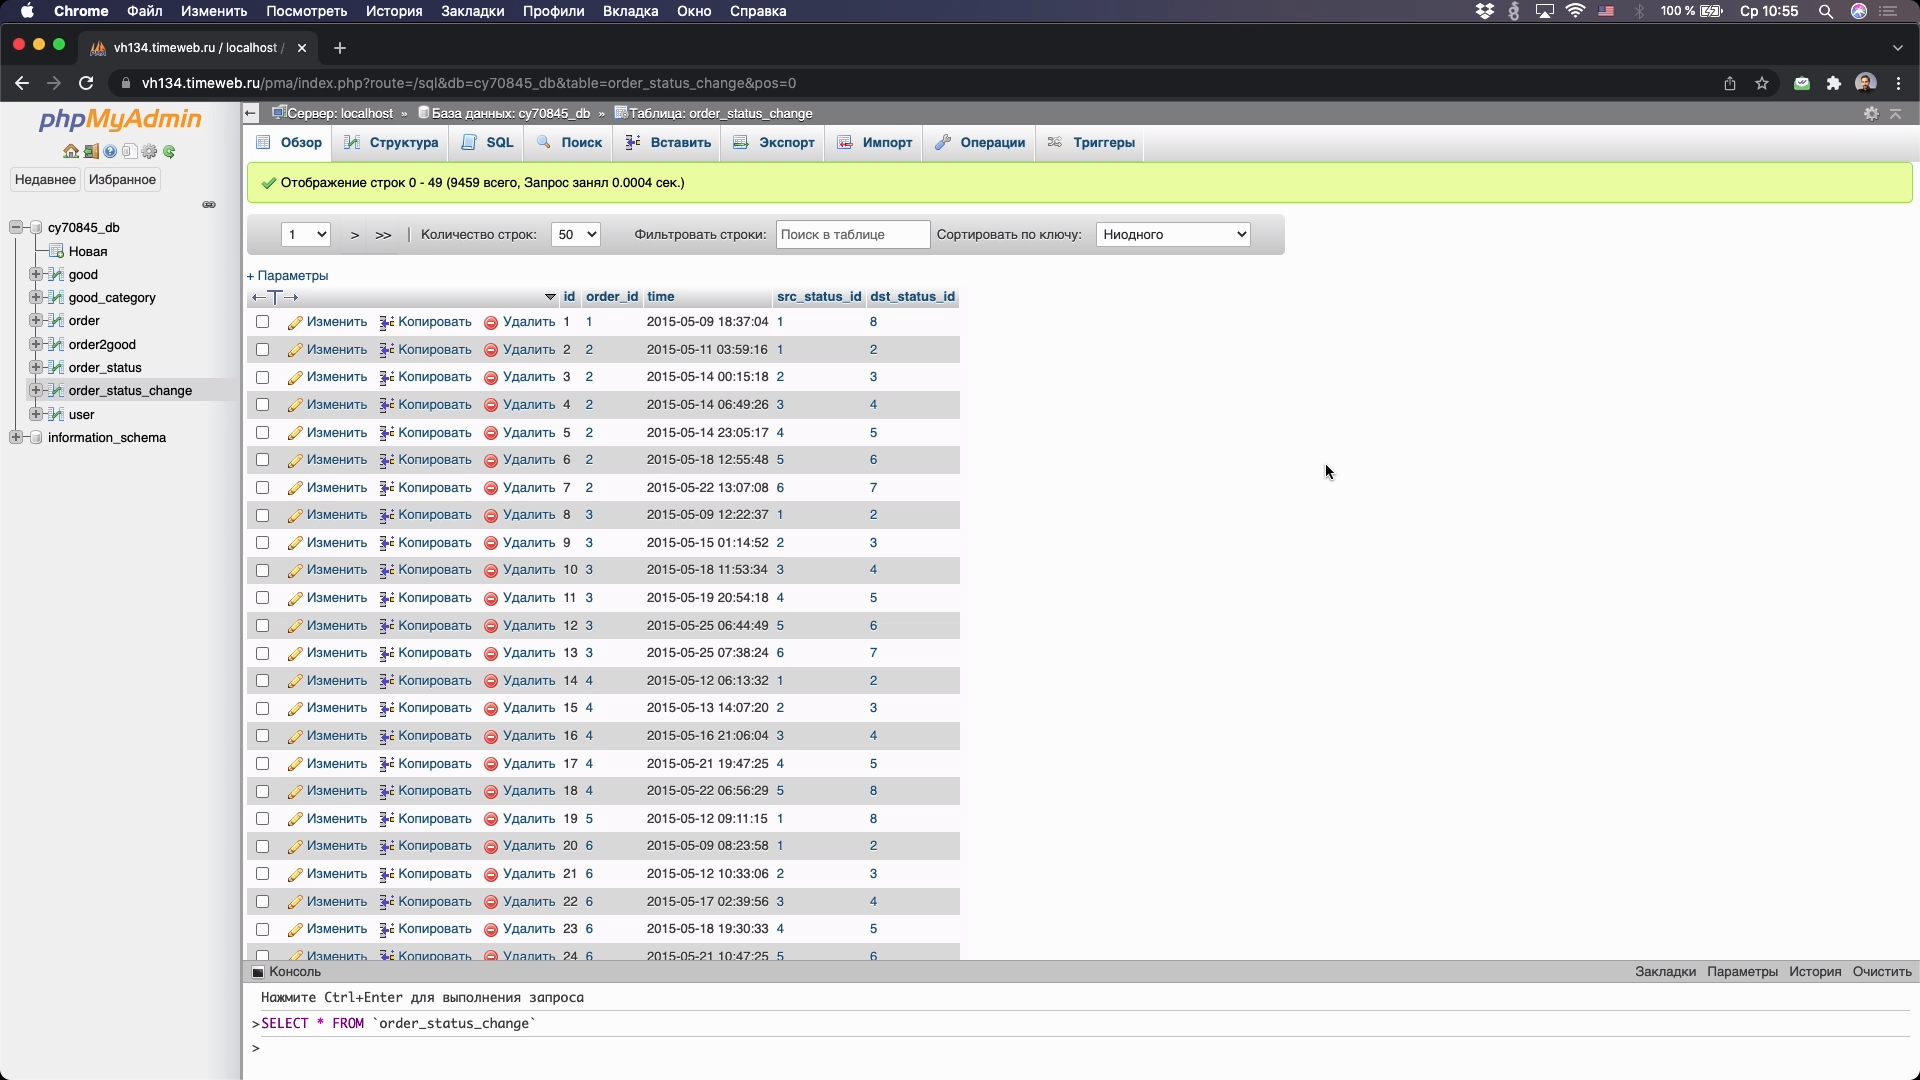 Chrome Файл Изменить Посмотреть История Закладки Профили Вкладка Окно Справка 100 % Ср 10:55
vh134.timeweb.ru / localhost /
vh134.timeweb.ru/pma/index.php?route=/sql&db=cy70845_db&table=order_status_change&pos=0
phpMyAdmin
Недавнее Избранное
cy70845_db
Новая
good
good_category
order
order2good
order_status
order_status_change
user
information_schema
Сервер: localhost » База данных: cy70845_db » Таблица: order_status_change
Обзор Структура SQL Поиск Вставить Экспорт Импорт Операции Триггеры
Отображение строк 0 - 49 (9459 всего, Запрос занял 0.0004 сек.)
1 > >> | Количество строк: 50 Фильтровать строки: Поиск в таблице Сортировать по ключу: Ниодного
+ Параметры
←T→ id order_id time src_status_id dst_status_id
Изменить Копировать Удалить 1 1 2015-05-09 18:37:04 1 8
Изменить Копировать Удалить 2 2 2015-05-11 03:59:16 1 2
Изменить Копировать Удалить 3 2 2015-05-14 00:15:18 2 3
Изменить Копировать Удалить 4 2 2015-05-14 06:49:26 3 4
Изменить Копировать Удалить 5 2 2015-05-14 23:05:17 4 5
Изменить Копировать Удалить 6 2 2015-05-18 12:55:48 5 6
Изменить Копировать Удалить 7 2 2015-05-22 13:07:08 6 7
Изменить Копировать Удалить 8 3 2015-05-09 12:22:37 1 2
Изменить Копировать Удалить 9 3 2015-05-15 01:14:52 2 3
Изменить Копировать Удалить 10 3 2015-05-18 11:53:34 3 4
Изменить Копировать Удалить 11 3 2015-05-19 20:54:18 4 5
Изменить Копировать Удалить 12 3 2015-05-25 06:44:49 5 6
Изменить Копировать Удалить 13 3 2015-05-25 07:38:24 6 7
Изменить Копировать Удалить 14 4 2015-05-12 06:13:32 1 2
Изменить Копировать Удалить 15 4 2015-05-13 14:07:20 2 3
Изменить Копировать Удалить 16 4 2015-05-16 21:06:04 3 4
Изменить Копировать Удалить 17 4 2015-05-21 19:47:25 4 5
Изменить Копировать Удалить 18 4 2015-05-22 06:56:29 5 8
Изменить Копировать Удалить 19 5 2015-05-12 09:11:15 1 8
Изменить Копировать Удалить 20 6 2015-05-09 08:23:58 1 2
Изменить Копировать Удалить 21 6 2015-05-12 10:33:06 2 3
Изменить Копировать Удалить 22 6 2015-05-17 02:39:56 3 4
Изменить Копировать Удалить 23 6 2015-05-18 19:30:33 4 5
Изменить Копировать Удалить 24 6 2015-05-21 10:47:25 5 6
Консоль Закладки Параметры История Очистить
Нажмите Ctrl+Enter для выполнения запроса
>SELECT * FROM `order_status_change`
>